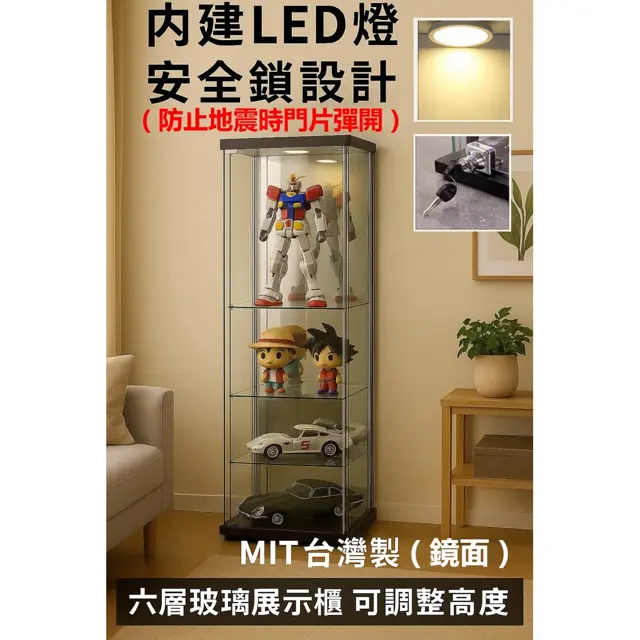 內建LED燈
安全鎖設計
（防止地震時門片彈開）
5
MIT台灣製（鏡面）
六層玻璃展示櫃 可調整高度